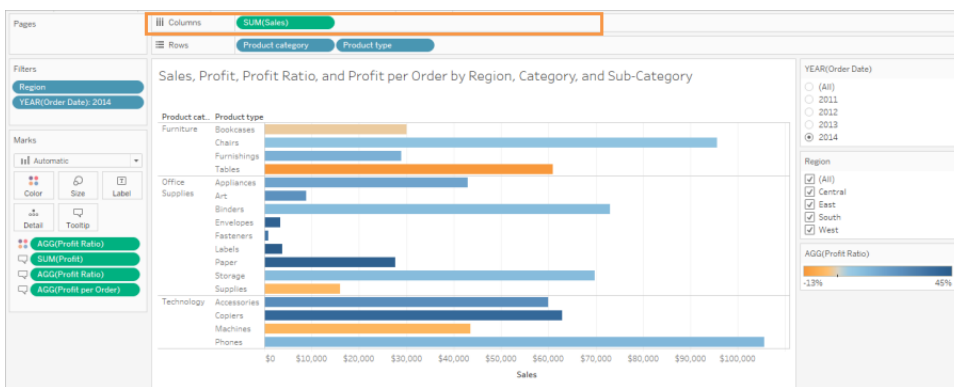 Pages
Columns
SUM(Sales)
Rows
Product category
Product type
Filters
Region
YEAR(Order Date): 2014
Marks
Automatic
Color
Size
Label
Detail
Tooltip
AGG(Profit Ratio)
SUM(Profit)
AGG(Profit Ratio)
AGG(Profit per Order)
Sales, Profit, Profit Ratio, and Profit per Order by Region, Category, and Sub-Category
Product cat.. Product type
Furniture
Bookcases
Chairs
Furnishings
Tables
Office
Supplies
Appliances
Art
Binders
Envelopes
Fasteners
Labels
Paper
Storage
Supplies
Technology
Accessories
Copiers
Machines
Phones
$0 $10,000 $20,000 $30,000 $40,000 $50,000 $60,000 $70,000 $80,000 $90,000 $100,000
Sales
YEAR(Order Date)
(All)
2011
2012
2013
2014
Region
(All)
Central
East
South
West
AGG(Profit Ratio)
-13% 45%